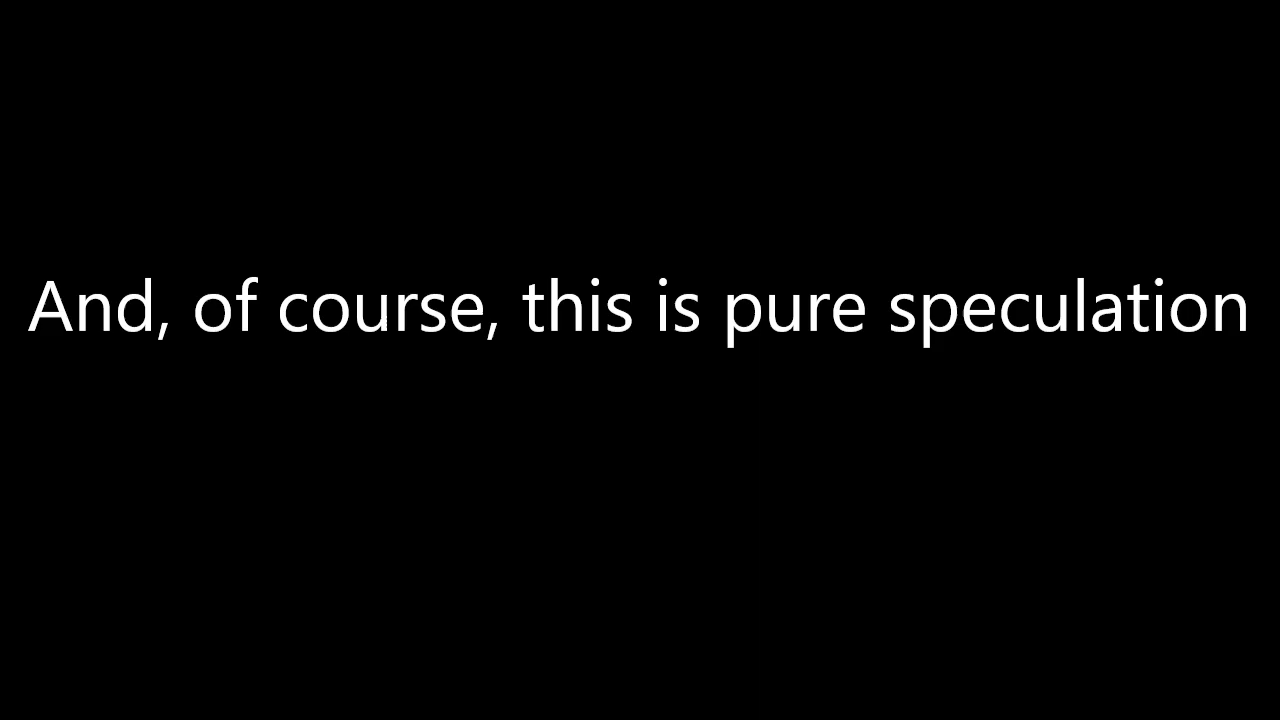 And, of course, this is pure speculation